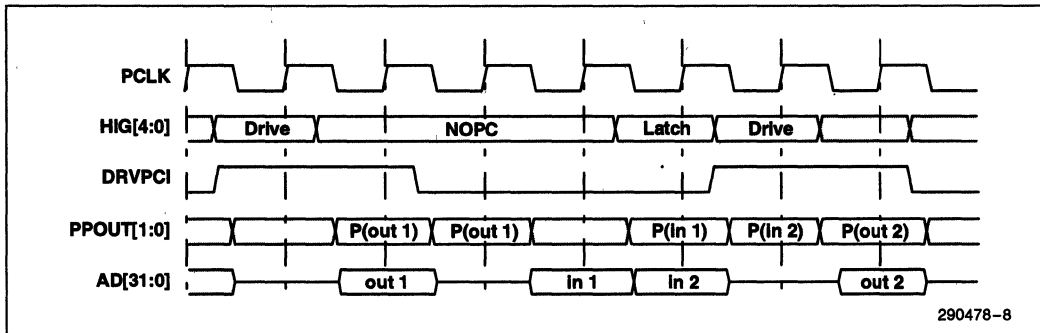 PCLK
HIG[4:0] Drive NOPC Latch Drive
DRVPCI
PPOUT[1:0] P(out 1) P(out 1) P(in 1) P(in 2) P(out 2)
AD[31:0] out 1 in 1 in 2 out 2
290478-8